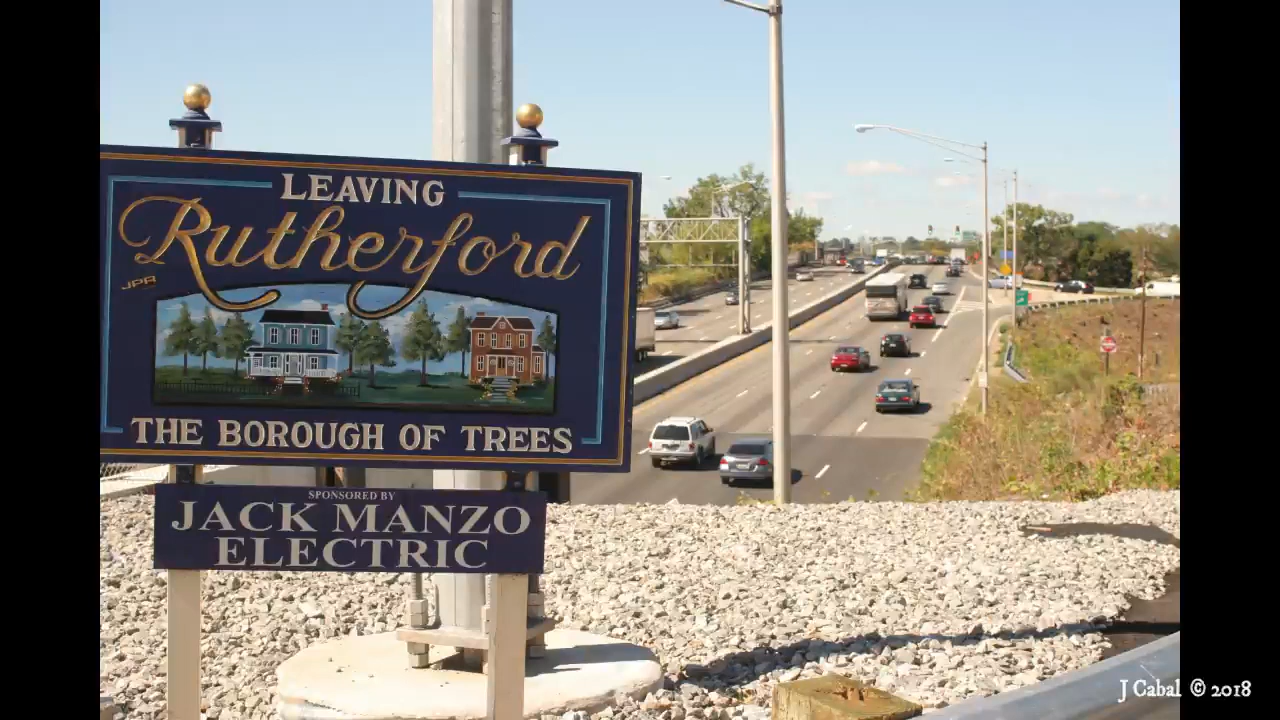 LEAVING
Rutherford
JPR
THE BOROUGH OF TREES
SPONSORED BY
JACK MANZO
ELECTRIC
J Cabal © 2018